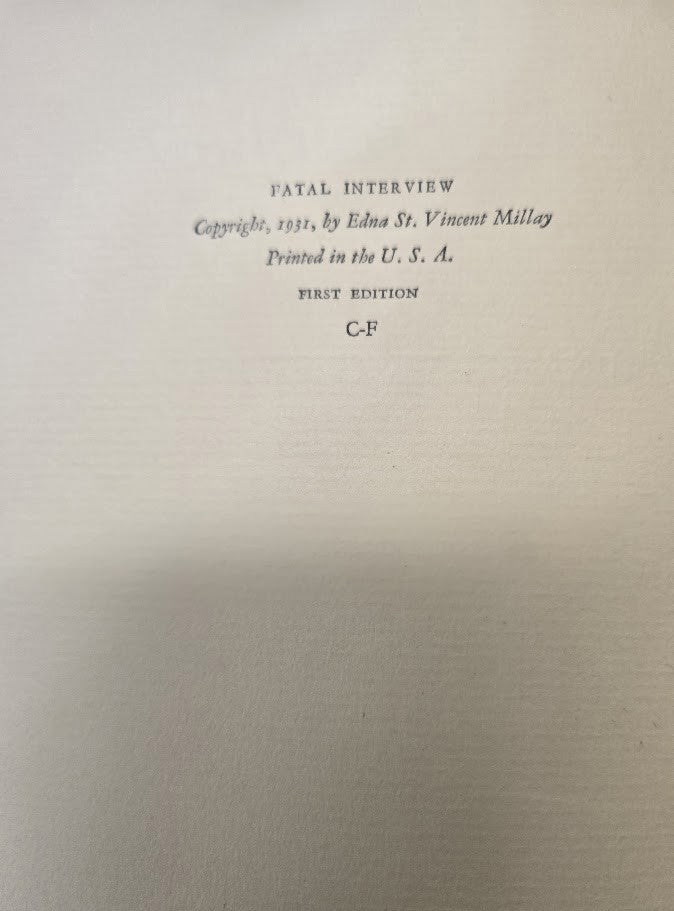 FATAL INTERVIEW
Copyright, 1931, by Edna St. Vincent Millay
Printed in the U. S. A.
FIRST EDITION
C-F